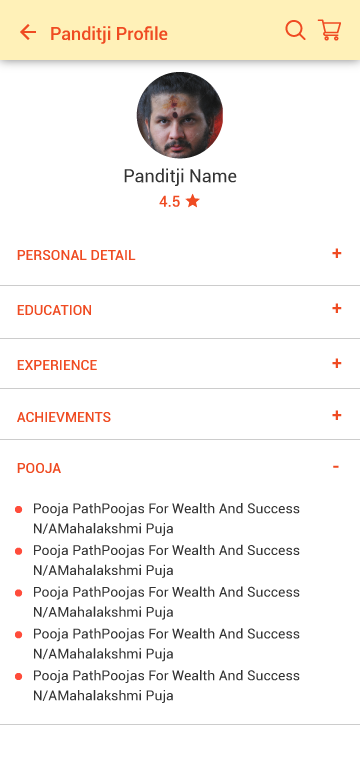 Panditji Profile
Panditji Name
4.5
PERSONAL DETAIL +
EDUCATION +
EXPERIENCE +
ACHIEVMENTS +
POOJA -
Pooja PathPoojas For Wealth And Success
N/AMahalakshmi Puja
Pooja PathPoojas For Wealth And Success
N/AMahalakshmi Puja
Pooja PathPoojas For Wealth And Success
N/AMahalakshmi Puja
Pooja PathPoojas For Wealth And Success
N/AMahalakshmi Puja
Pooja PathPoojas For Wealth And Success
N/AMahalakshmi Puja